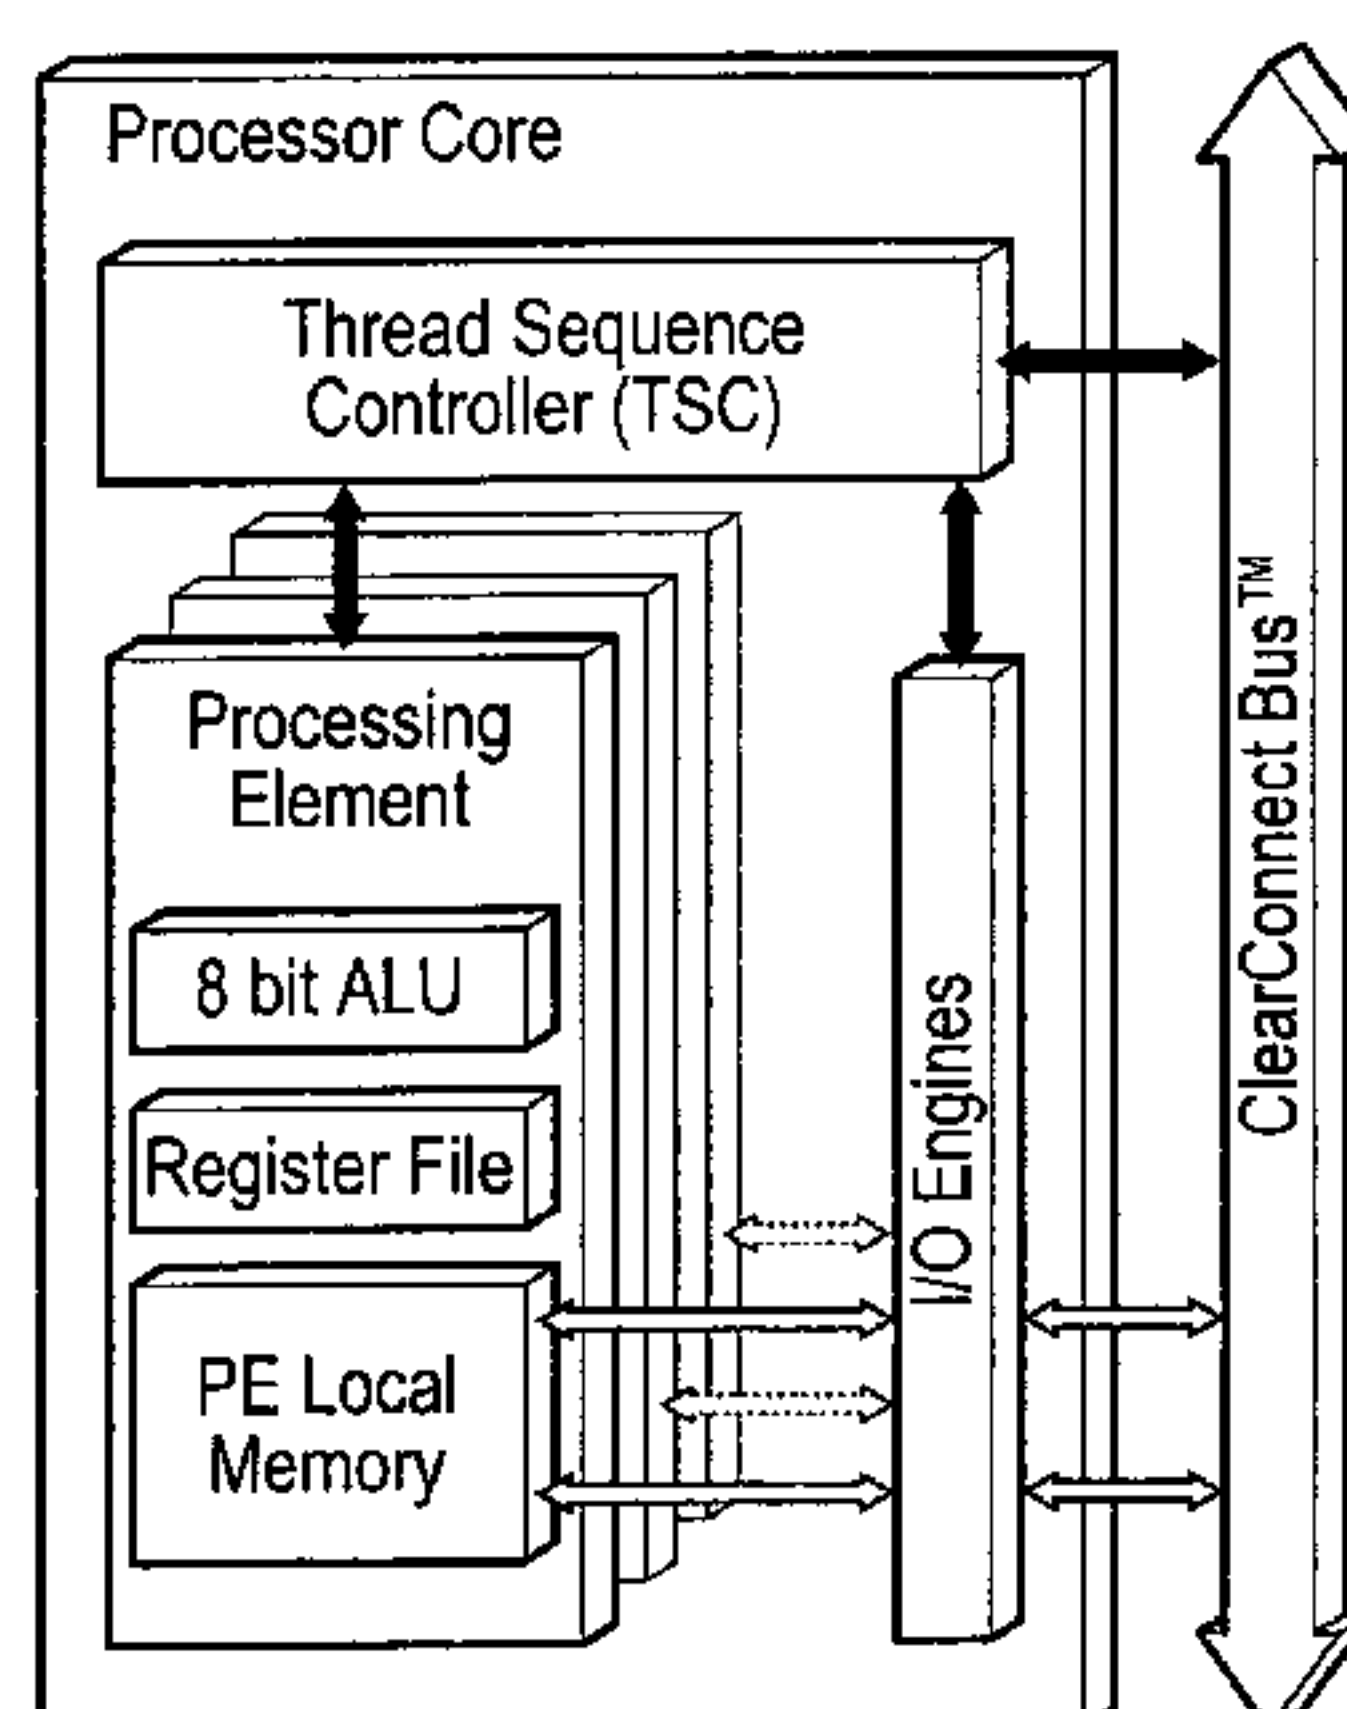 Processor Core
Thread Sequence
Controller (TSC)
Processing
Element
8 bit ALU
Register File
PE Local
Memory
I/O Engines
ClearConnect Bus™